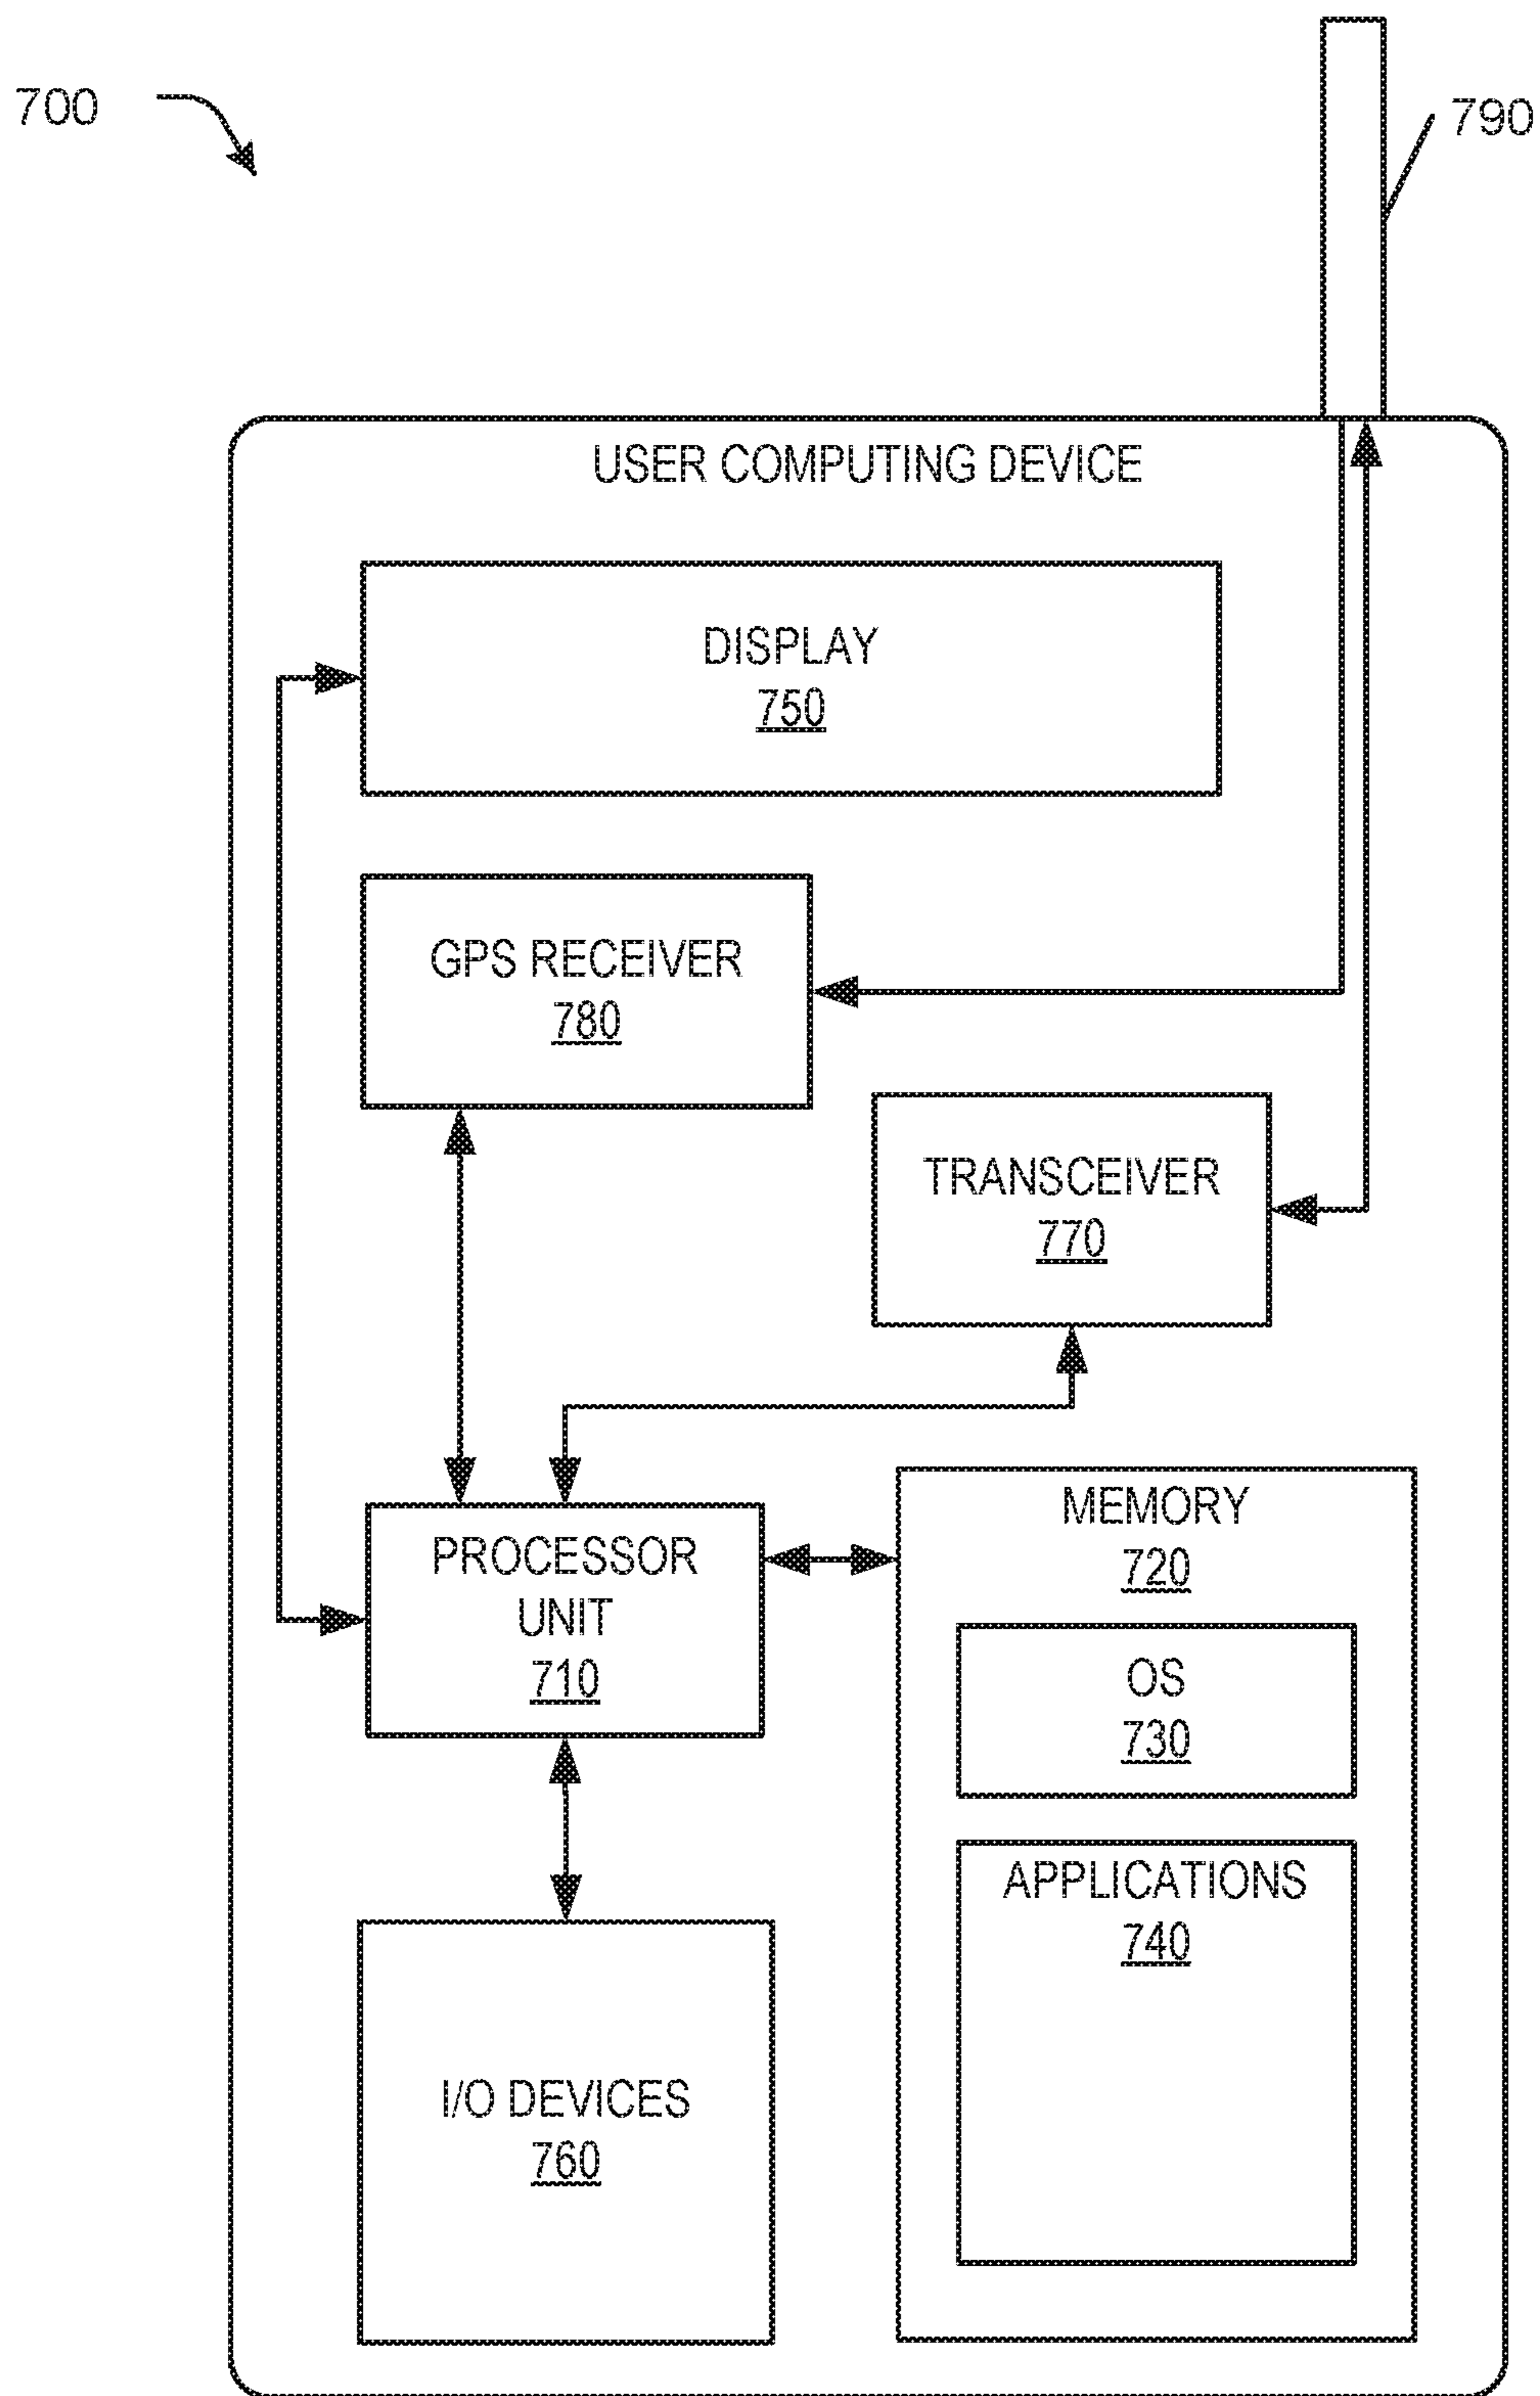 700
790
USER COMPUTING DEVICE
DISPLAY
750
GPS RECEIVER
780
TRANSCEIVER
770
PROCESSOR
UNIT
710
MEMORY
720
OS
730
APPLICATIONS
740
I/O DEVICES
760